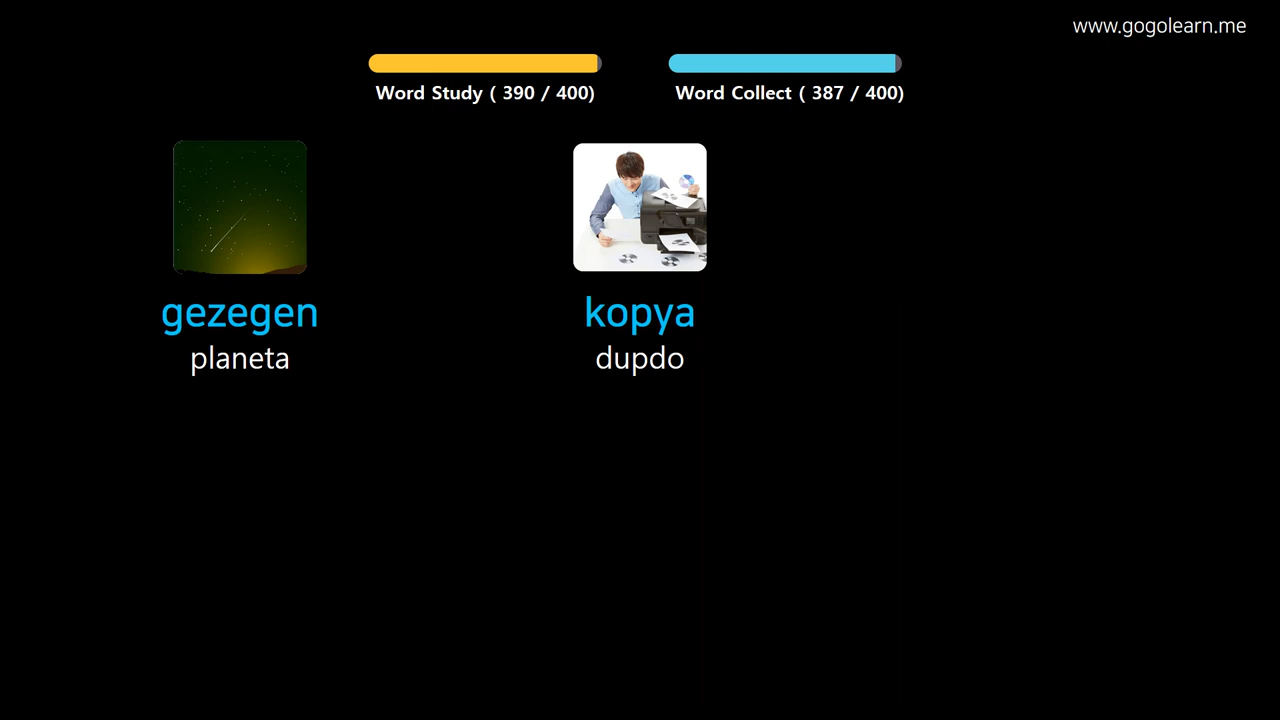 www.gogolearn.me
Word Study ( 390 / 400)
Word Collect ( 387 / 400)
gezegen
planeta
kopya
dupdo